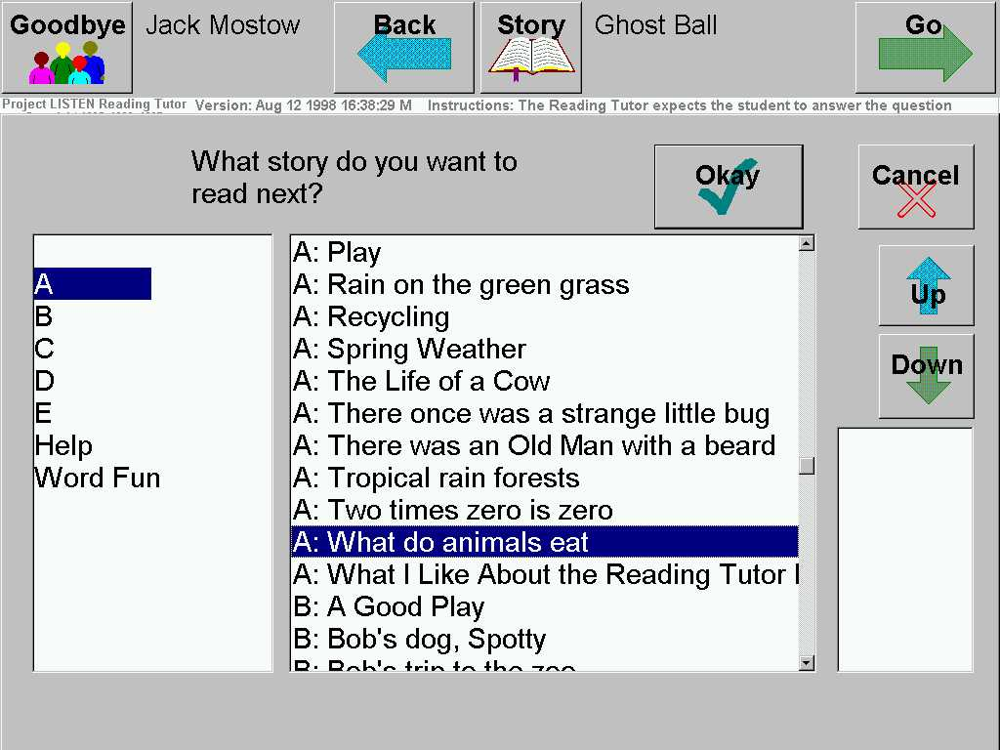 Goodbye Jack Mostow Back Story Ghost Ball Go
Project LISTEN Reading Tutor Version: Aug 12 1998 16:38:29 M Instructions: The Reading Tutor expects the student to answer the question
What story do you want to
read next?
Okay
Cancel
Up
Down
A
B
C
D
E
Help
Word Fun
A: Play
A: Rain on the green grass
A: Recycling
A: Spring Weather
A: The Life of a Cow
A: There once was a strange little bug
A: There was an Old Man with a beard
A: Tropical rain forests
A: Two times zero is zero
A: What do animals eat
A: What I Like About the Reading Tutor
B: A Good Play
B: Bob's dog, Spotty
B: Bob's trip to the zoo